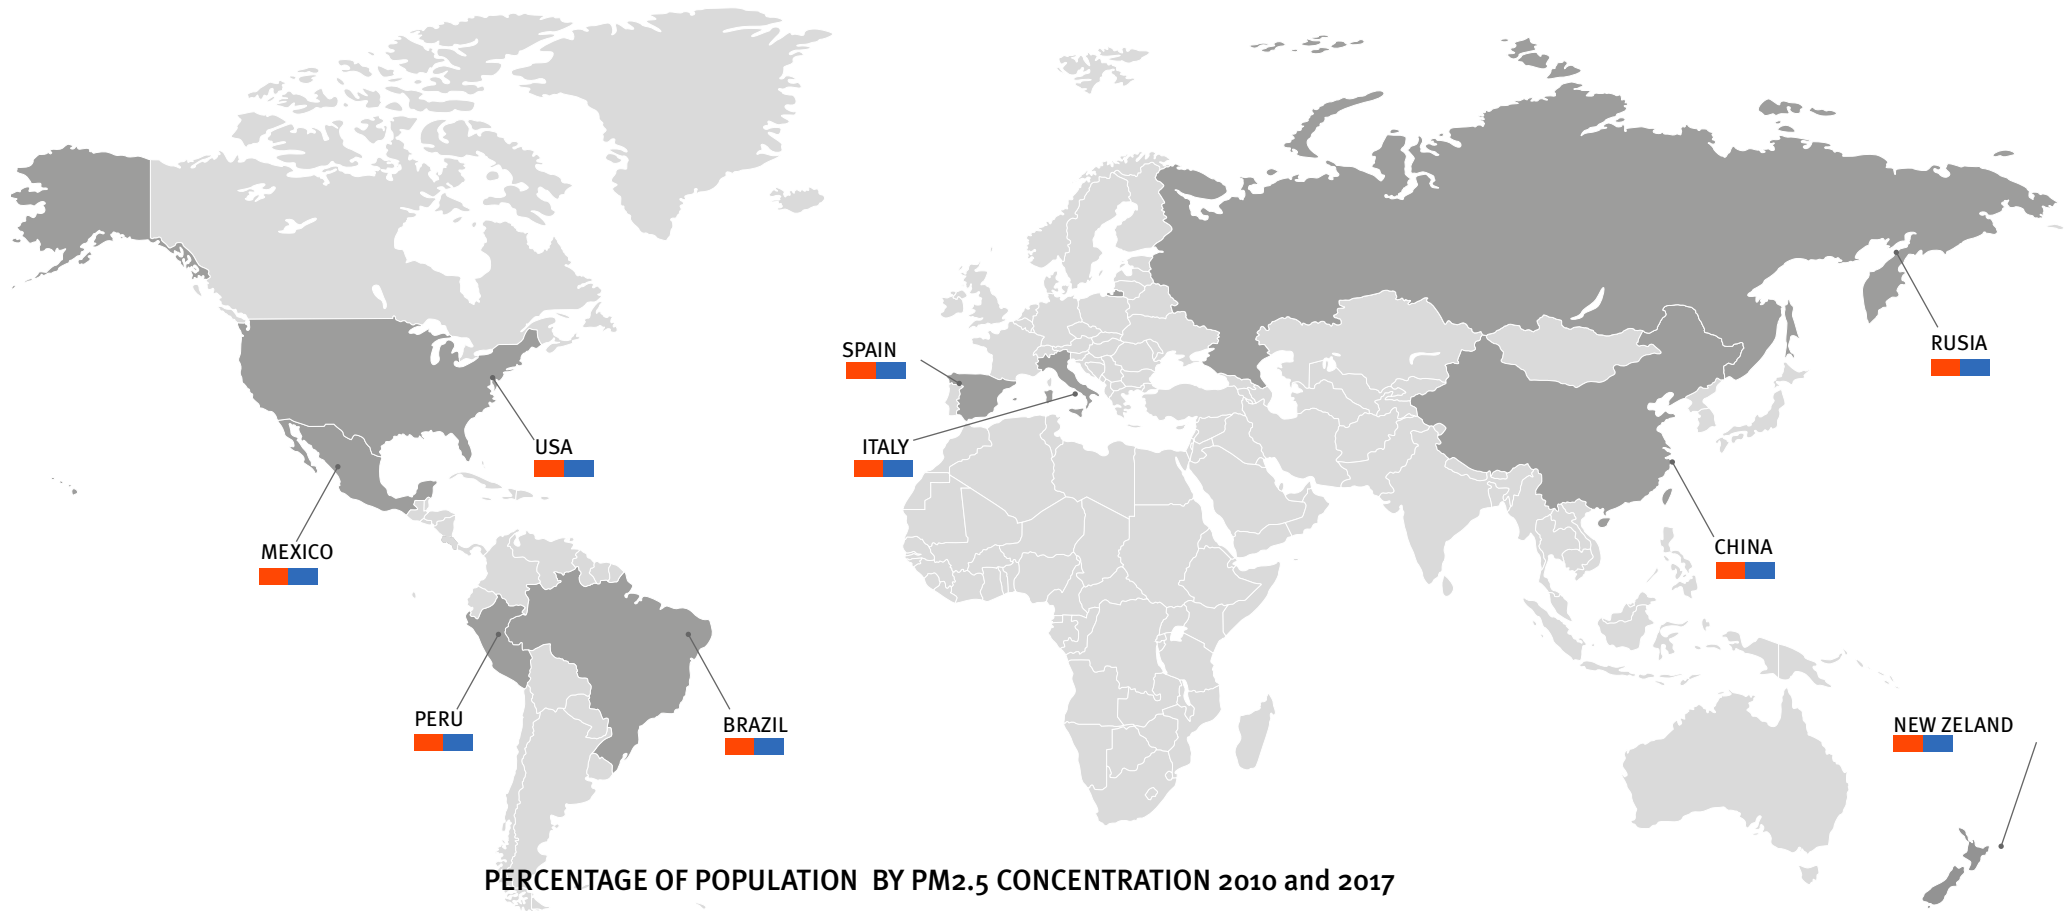 RUSIA
SPAIN
USA
ITALY
MEXICO
CHINA
PERU
BRAZIL
NEW ZELAND
PERCENTAGE OF POPULATION BY PM2.5 CONCENTRATION 2010 and 2017